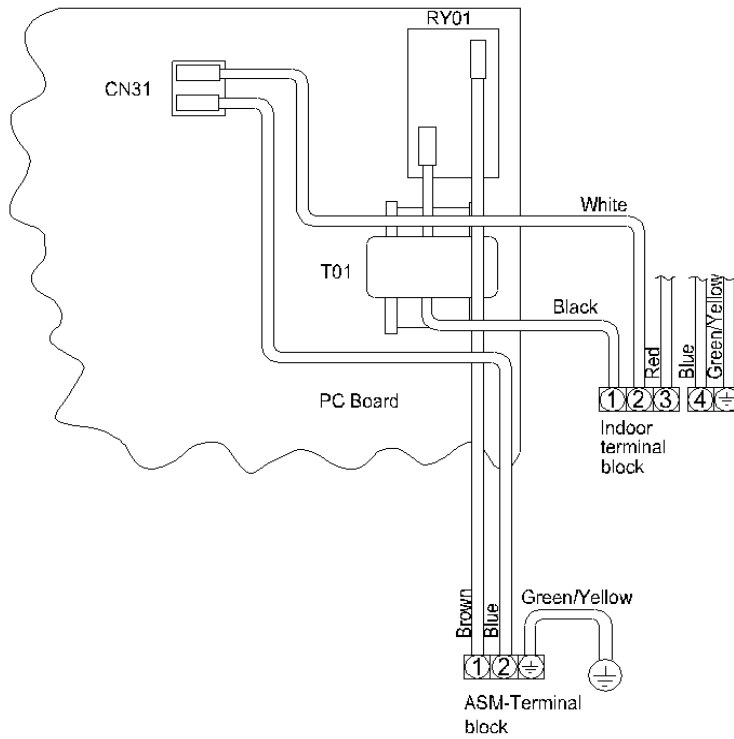 RY01
CN31
White
T01
Black
Red
Blue
Green/Yellow
PC Board
1 2 3 4
Indoor
terminal
block
Brown
Blue
Green/Yellow
1 2
ASM-Terminal
block